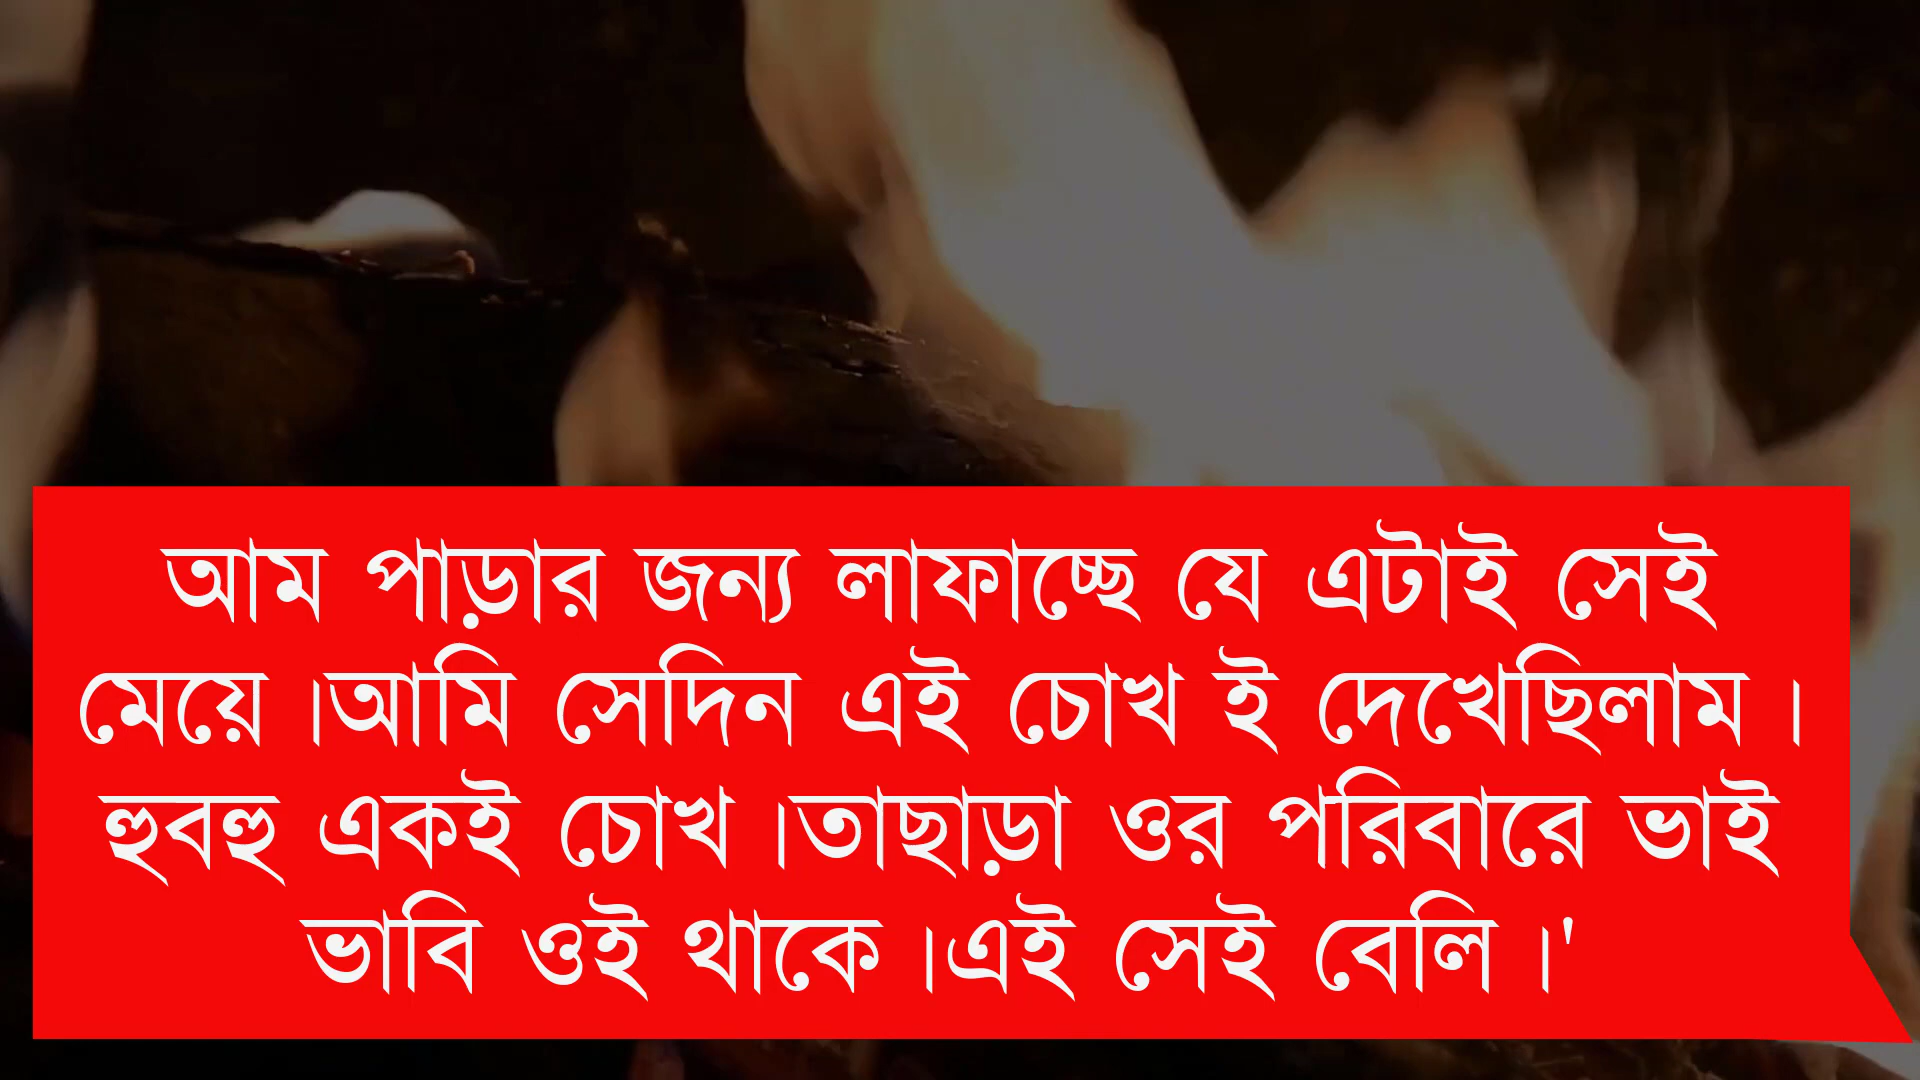 আম পাড়ার জন্য লাফাচ্ছে যে এটাই সেই
মেয়ে ।আমি সেদিন এই চোখ ই দেখেছিলাম ।
হুবহু একই চোখ ।তাছাড়া ওর পরিবারে ভাই
ভাবি ওই থাকে ।এই সেই বেলি ।'